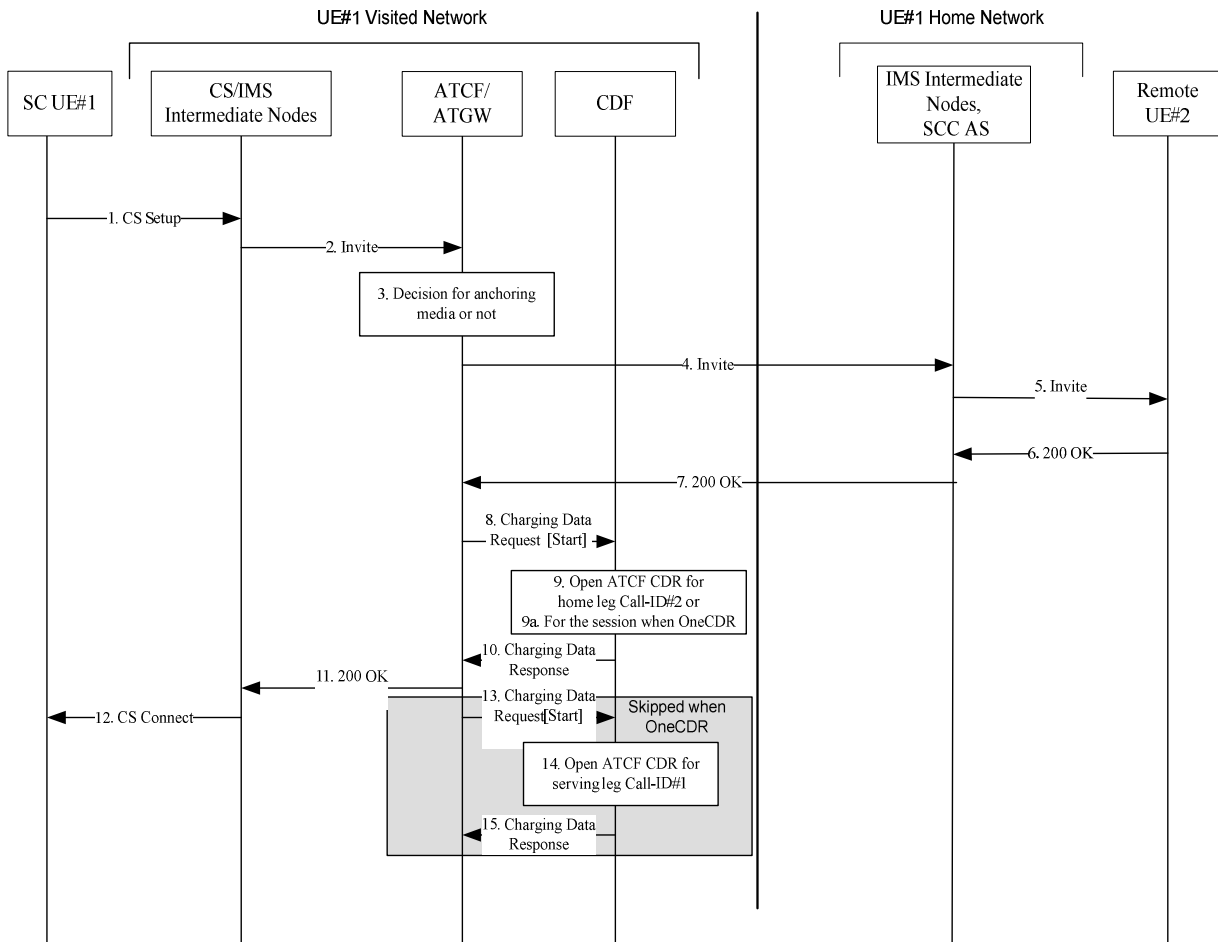 UE#1 Visited Network
UE#1 Home Network
SC UE#1
CS/IMS
Intermediate Nodes
ATCF/
ATGW
CDF
IMS Intermediate
Nodes,
SCC AS
Remote
UE#2
1. CS Setup
2. Invite
3. Decision for anchoring
media or not
4. Invite
5. Invite
6. 200 OK
7. 200 OK
8. Charging Data
Request [Start]
9. Open ATCF CDR for
home leg Call-ID#2 or
9a. For the session when OneCDR
10. Charging Data
Response
11. 200 OK
12. CS Connect
13. Charging Data
Request[Start]
Skipped when
OneCDR
14. Open ATCF CDR for
serving leg Call-ID#1
15. Charging Data
Response